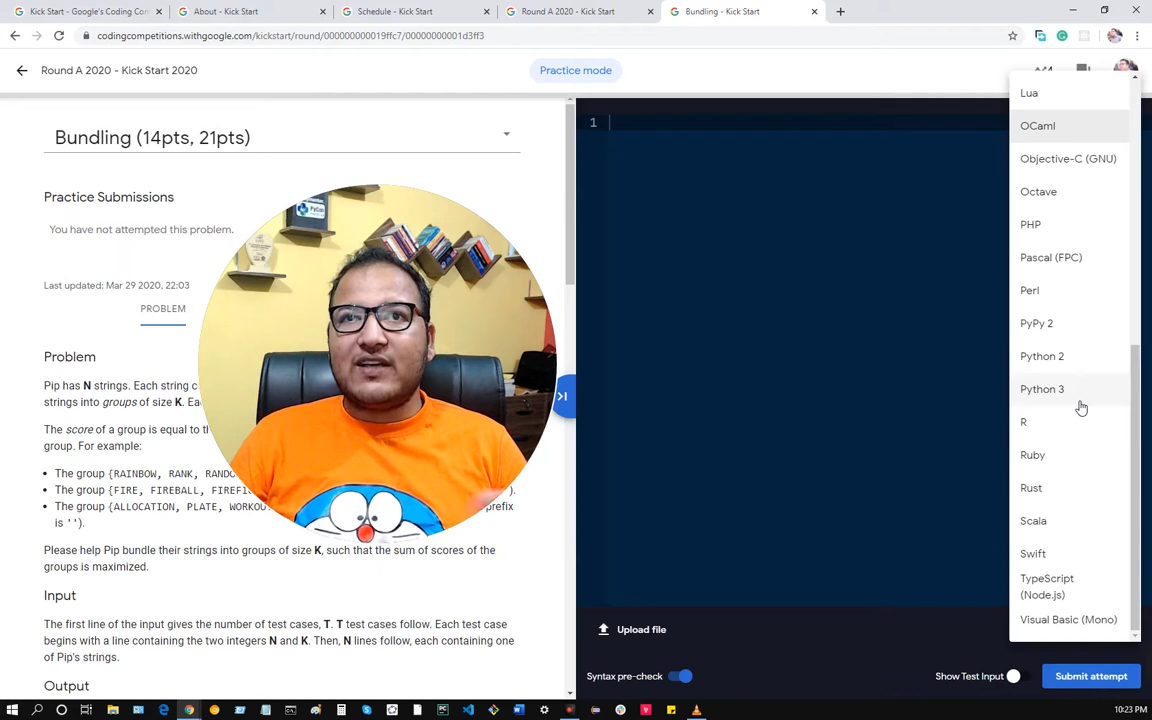 Kick Start - Google's Coding Com
About - Kick Start
Schedule - Kick Start
Round A 2020 - Kick Start
Bundling - Kick Start
codingcompetitions.withgoogle.com/kickstart/round/000000000019ffc7/00000000001d3ff3
Round A 2020 - Kick Start 2020
Practice mode
Bundling (14pts, 21pts)
Practice Submissions
You have not attempted this problem.
Last updated: Mar 29 2020, 22:03
PROBLEM
Problem
Pip has N strings. Each string c
strings into groups of size K. Ea
The score of a group is equal to th
group. For example:
The group {RAINBOW, RANK, RANDO
The group {FIRE, FIREBALL, FIREFI ).
The group {ALLOCATION, PLATE, WORKOU prefix
is '').
Please help Pip bundle their strings into groups of size K, such that the sum of scores of the
groups is maximized.
Input
The first line of the input gives the number of test cases, T. T test cases follow. Each test case
begins with a line containing the two integers N and K. Then, N lines follow, each containing one
of Pip's strings.
Output
PyCon
1
Lua
OCaml
Objective-C (GNU)
Octave
PHP
Pascal (FPC)
Perl
PyPy 2
Python 2
Python 3
R
Ruby
Rust
Scala
Swift
TypeScript
(Node.js)
Visual Basic (Mono)
Upload file
Syntax pre-check
Show Test Input
Submit attempt
10:23 PM